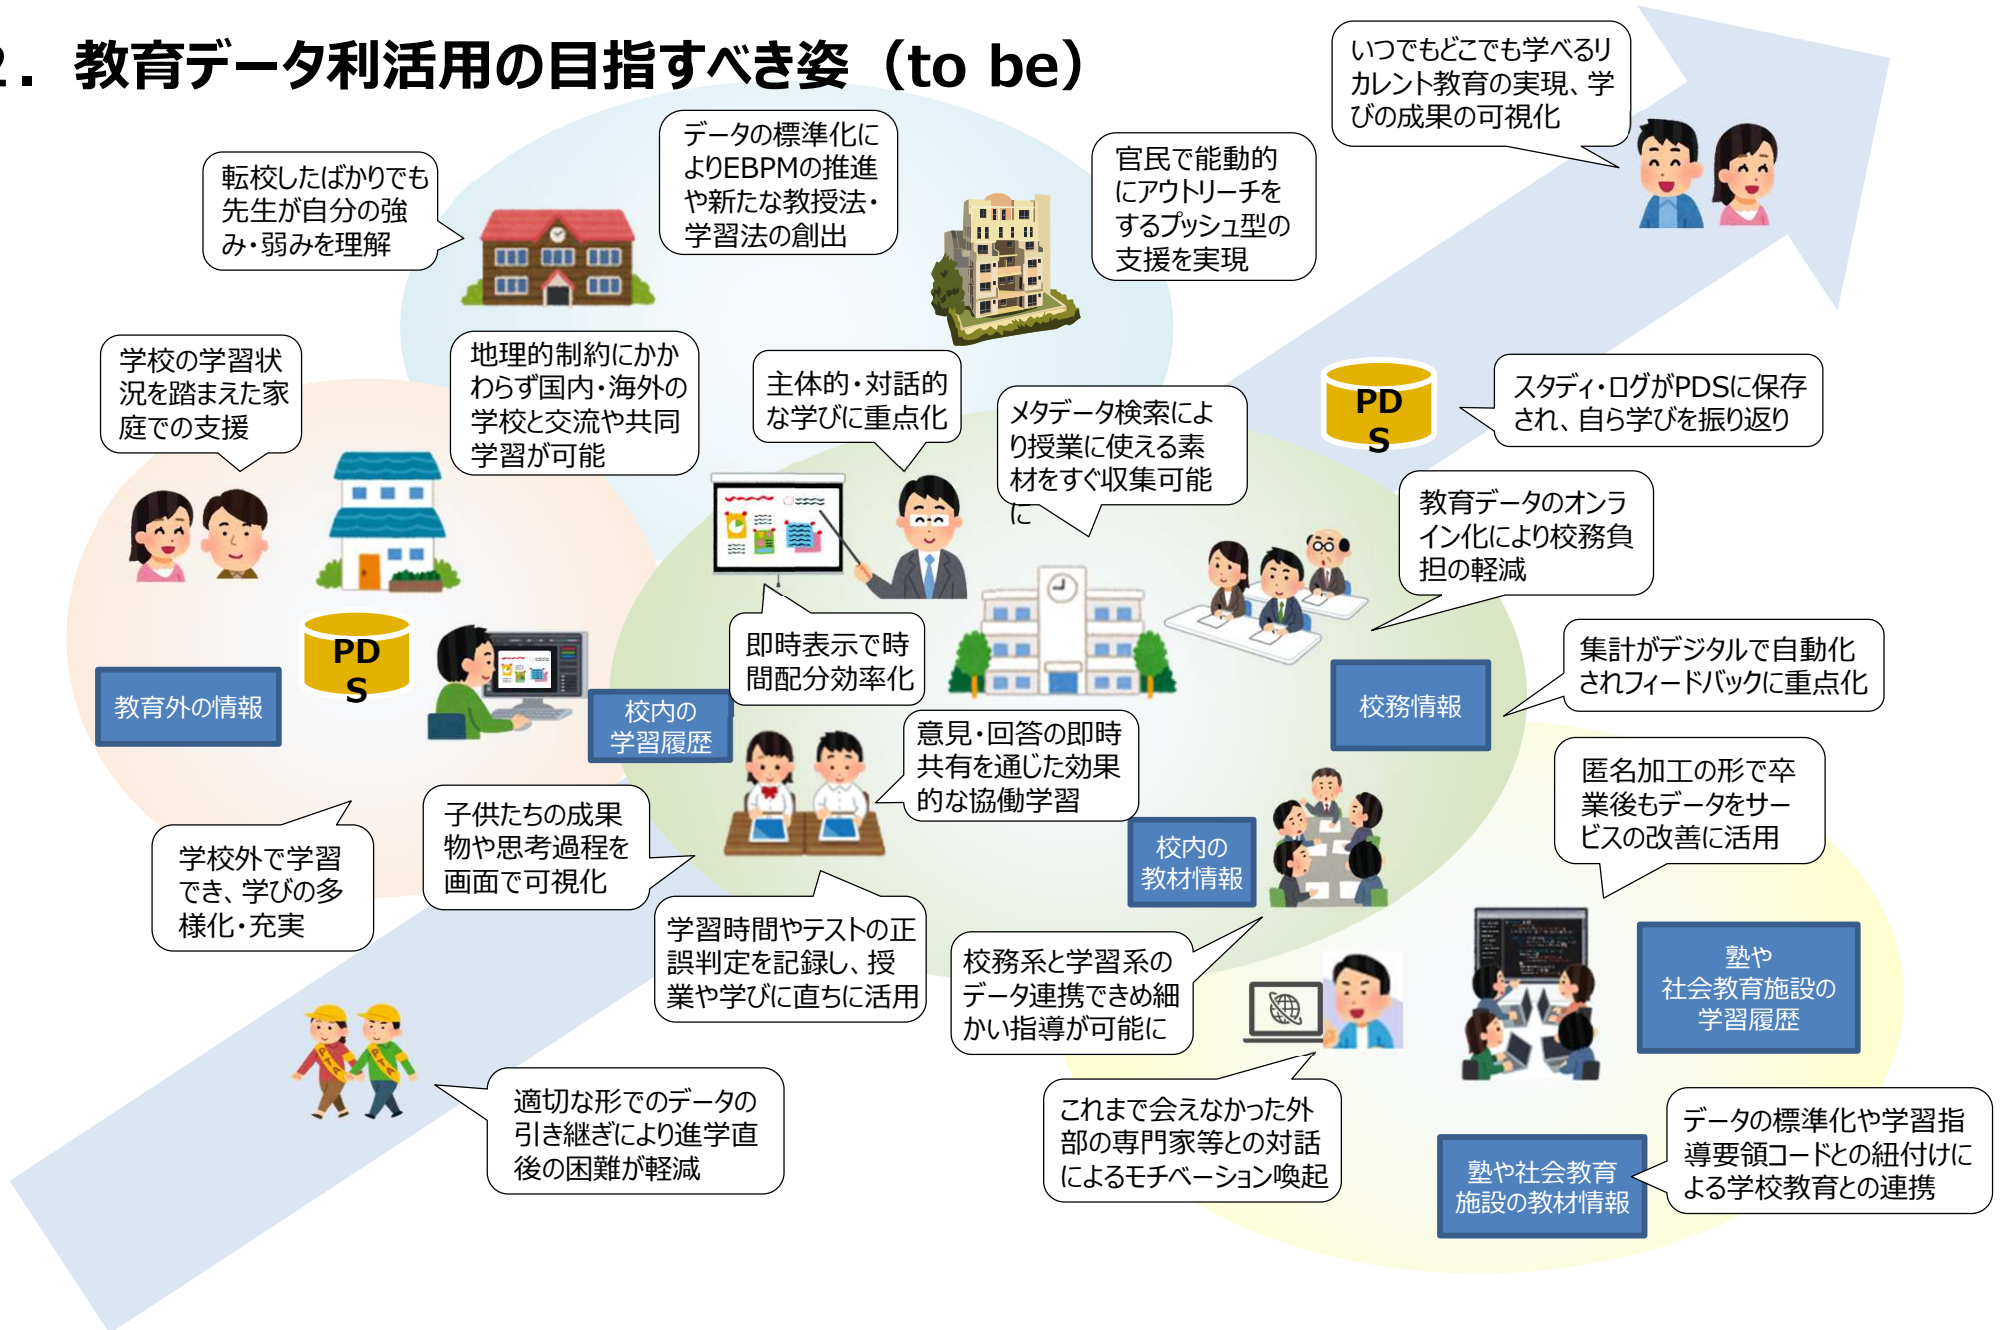 2．教育データ利活用の目指すべき姿（to be）
いつでもどこでも学べるリ
カレント教育の実現、学
びの成果の可視化
データの標準化に
よりEBPMの推進
や新たな教授法・
学習法の創出
官民で能動的
にアウトリーチを
するプッシュ型の
支援を実現
転校したばかりでも
先生が自分の強
み・弱みを理解
学校の学習状
況を踏まえた家
庭での支援
地理的制約にかか
わらず国内・海外の
学校と交流や共同
学習が可能
主体的・対話的
な学びに重点化
メタデータ検索によ
り授業に使える素
材をすぐ収集可能
に
PD
S
スタディ・ログがPDSに保存
され、自ら学びを振り返り
教育データのオンラ
イン化により校務負
担の軽減
即時表示で時
間配分効率化
集計がデジタルで自動化
されフィードバックに重点化
PD
S
教育外の情報
校内の
学習履歴
校務情報
意見・回答の即時
共有を通じた効果
的な協働学習
匿名加工の形で卒
業後もデータをサー
ビスの改善に活用
子供たちの成果
物や思考過程を
画面で可視化
学校外で学習
でき、学びの多
様化・充実
校内の
教材情報
学習時間やテストの正
誤判定を記録し、授
業や学びに直ちに活用
校務系と学習系の
データ連携できめ細
かい指導が可能に
塾や
社会教育施設の
学習履歴
適切な形でのデータの
引き継ぎにより進学直
後の困難が軽減
これまで会えなかった外
部の専門家等との対話
によるモチベーション喚起
塾や社会教育
施設の教材情報
データの標準化や学習指
導要領コードとの紐付けに
よる学校教育との連携